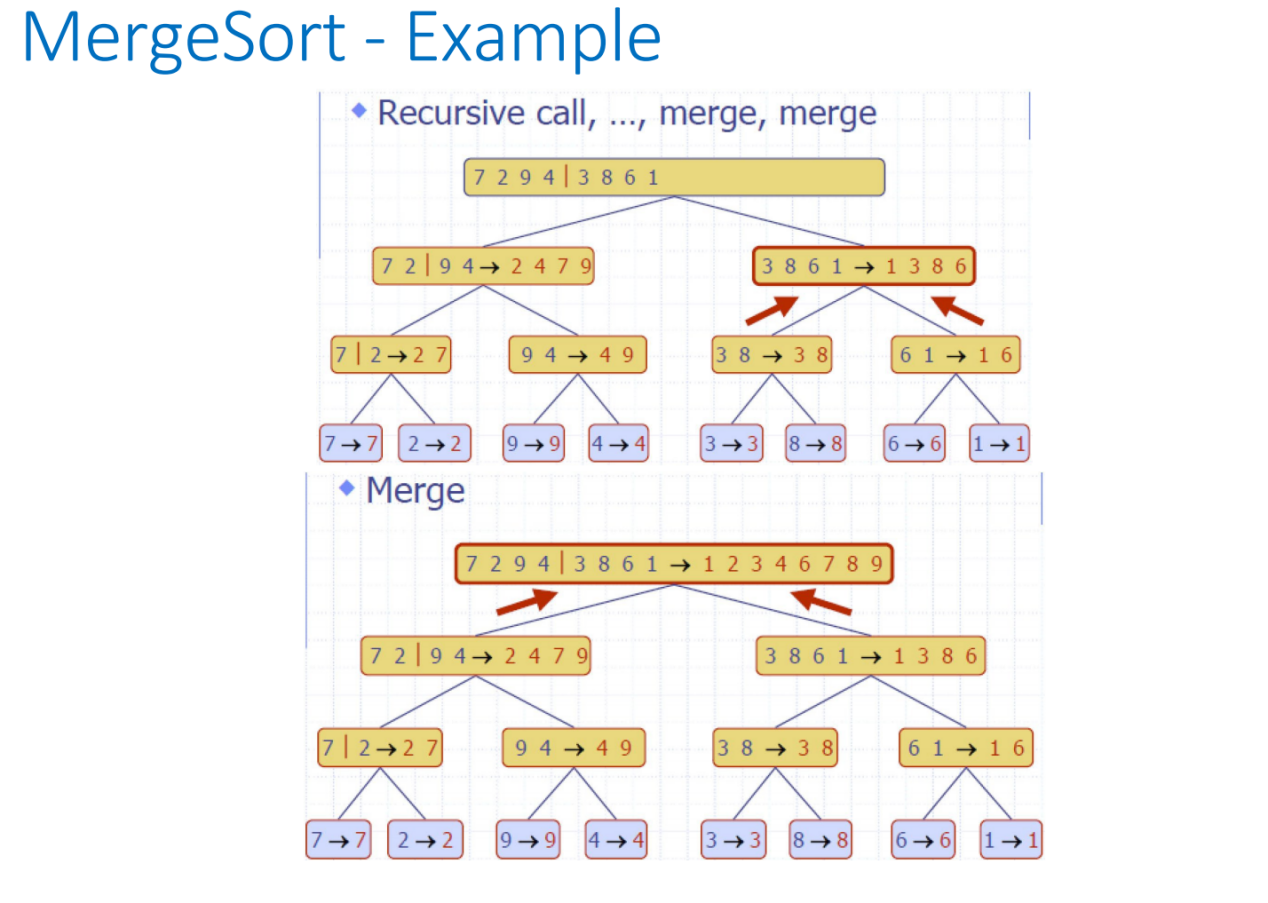 MergeSort - Example
Recursive call, ..., merge, merge
7 2 9 4 | 3 8 6 1
7 2 | 9 4 → 2 4 7 9
3 8 6 1 → 1 3 8 6
7 | 2 → 2 7
9 4 → 4 9
3 8 → 3 8
6 1 → 1 6
7 → 7
2 → 2
9 → 9
4 → 4
3 → 3
8 → 8
6 → 6
1 → 1
Merge
7 2 9 4 | 3 8 6 1 → 1 2 3 4 6 7 8 9
7 2 | 9 4 → 2 4 7 9
3 8 6 1 → 1 3 8 6
7 | 2 → 2 7
9 4 → 4 9
3 8 → 3 8
6 1 → 1 6
7 → 7
2 → 2
9 → 9
4 → 4
3 → 3
8 → 8
6 → 6
1 → 1